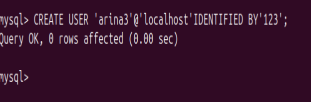 mysql> CREATE USER 'arina3'@'localhost'IDENTIFIED BY'123';
Query OK, 0 rows affected (0.00 sec)
mysql>